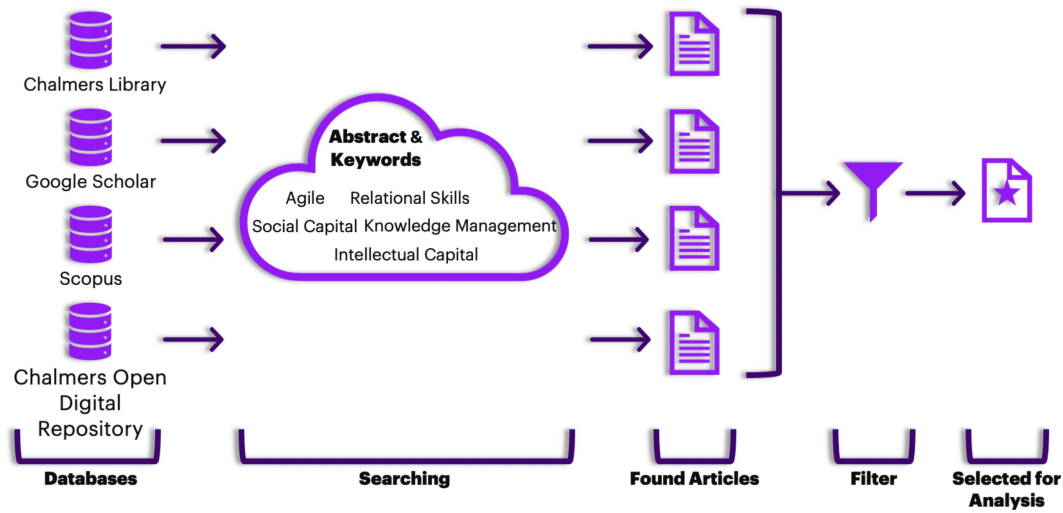 Chalmers Library
Google Scholar
Scopus
Chalmers Open
Digital
Repository
Abstract &
Keywords
Agile Relational Skills
Social Capital Knowledge Management
Intellectual Capital
Databases
Searching
Found Articles
Filter
Selected for
Analysis